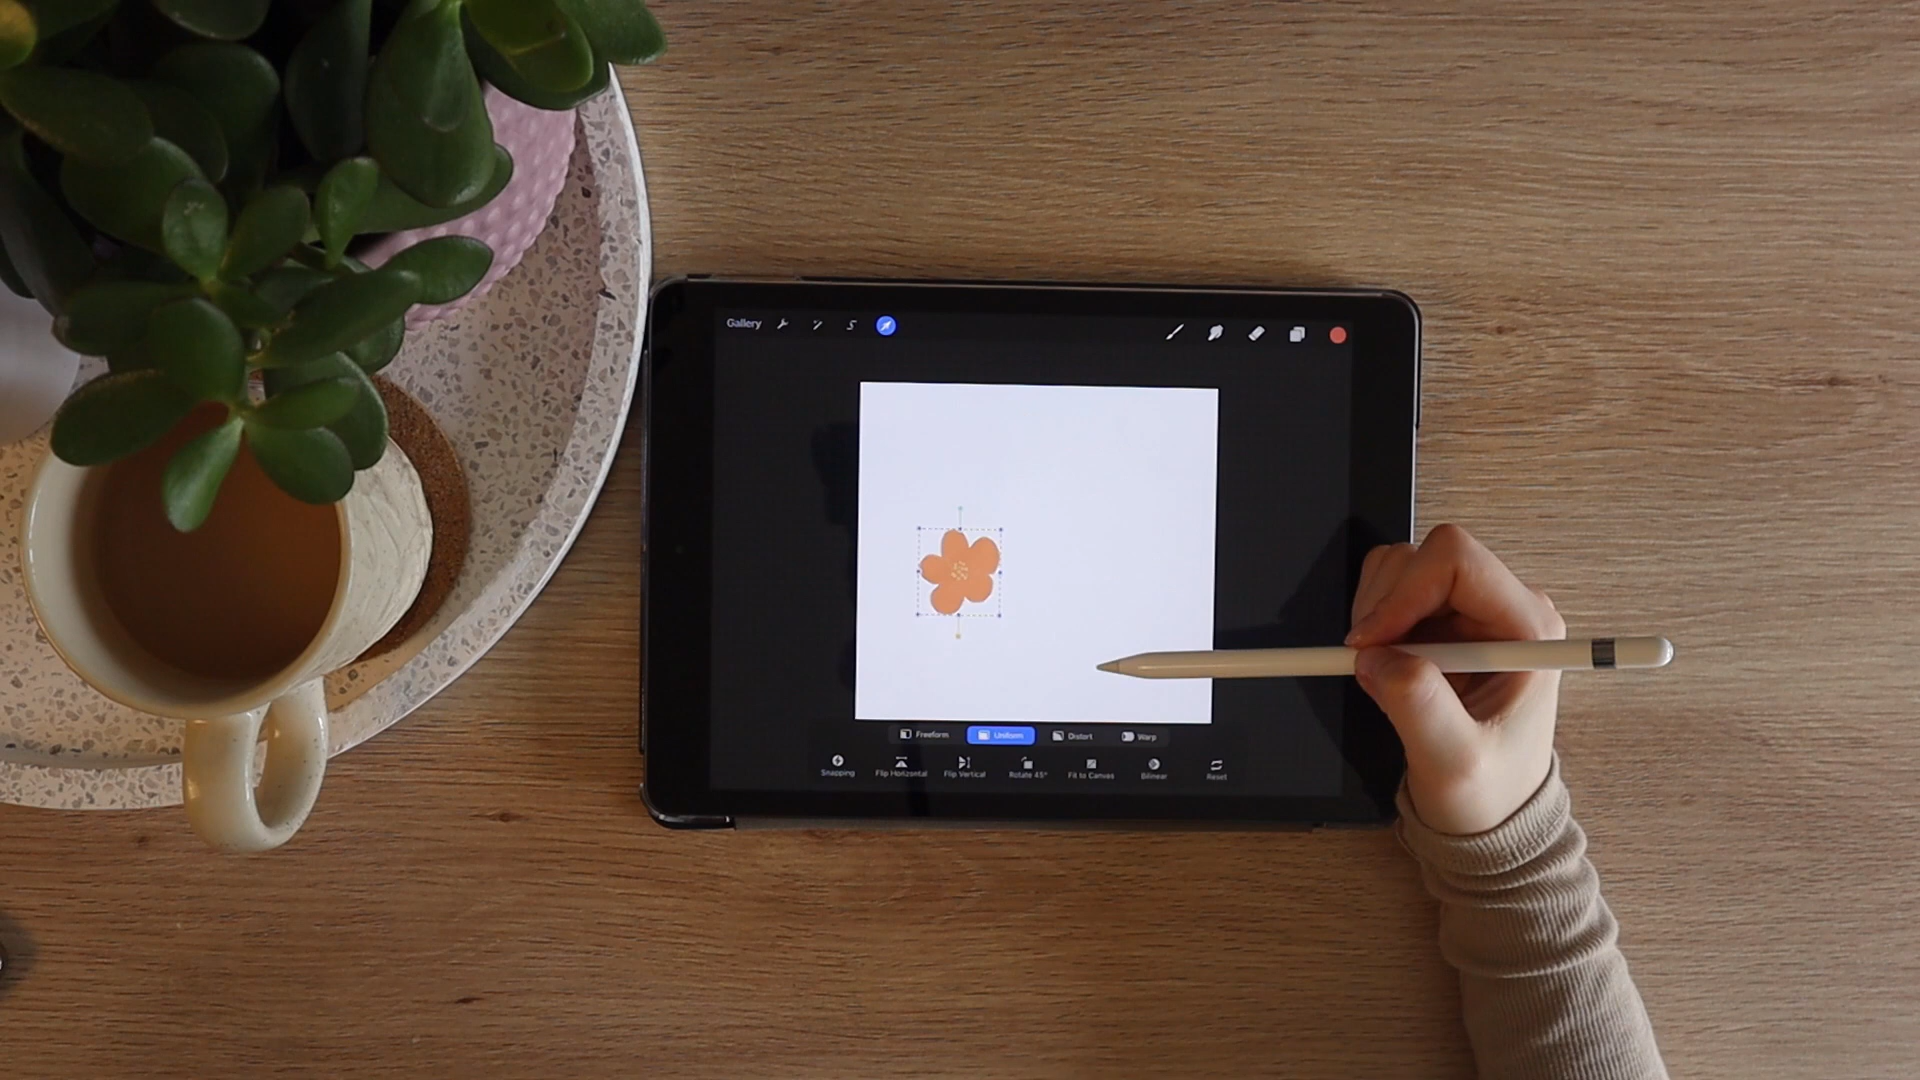 Gallery
Freeform Uniform Distort Warp
Snapping Flip Horizontal Flip Vertical Rotate 45° Fit to Canvas Bilinear Reset